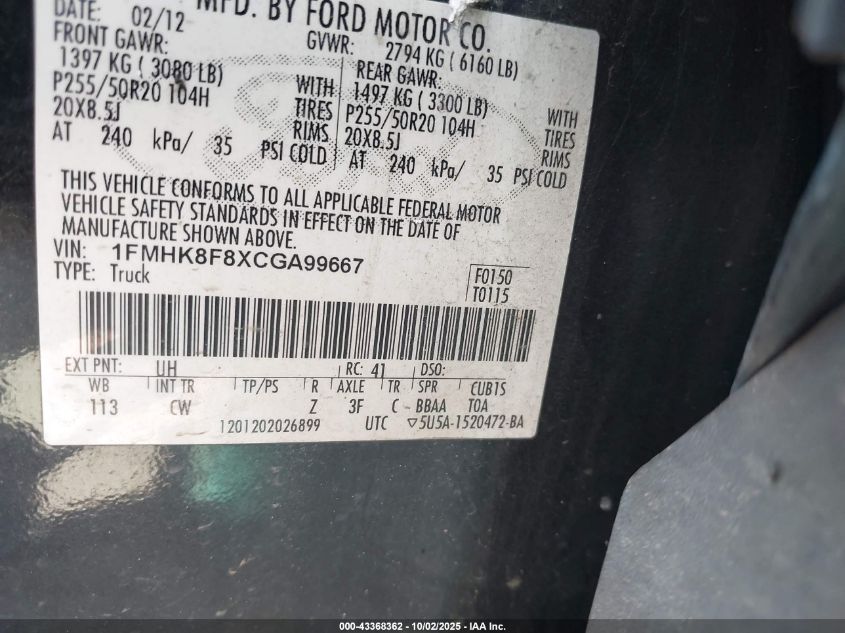 MFD. BY FORD MOTOR CO.
DATE: 02/12
GVWR: 2794 KG ( 6160 LB)
FRONT GAWR:
REAR GAWR:
1397 KG ( 3080 LB) WITH
1497 KG ( 3300 LB) WITH
P255/50R20 104H TIRES
P255/50R20 104H TIRES
20X8.5J RIMS
20X8.5J RIMS
AT 240 kPa/ 35 PSI COLD
AT 240 kPa/ 35 PSI COLD
THIS VEHICLE CONFORMS TO ALL APPLICABLE FEDERAL MOTOR
VEHICLE SAFETY STANDARDS IN EFFECT ON THE DATE OF
MANUFACTURE SHOWN ABOVE.
VIN: 1FMHK8F8XCGA99667
TYPE: Truck
F0150
T0115
EXT PNT: UH RC: 41 DSO:
WB INT TR TP/PS R AXLE TR SPR CUBTS
113 CW Z 3F C - BBAA TOA
1201202026899 UTC ▽5U5A-1520472-BA
000-43368362 - 10/02/2025 - IAA Inc.